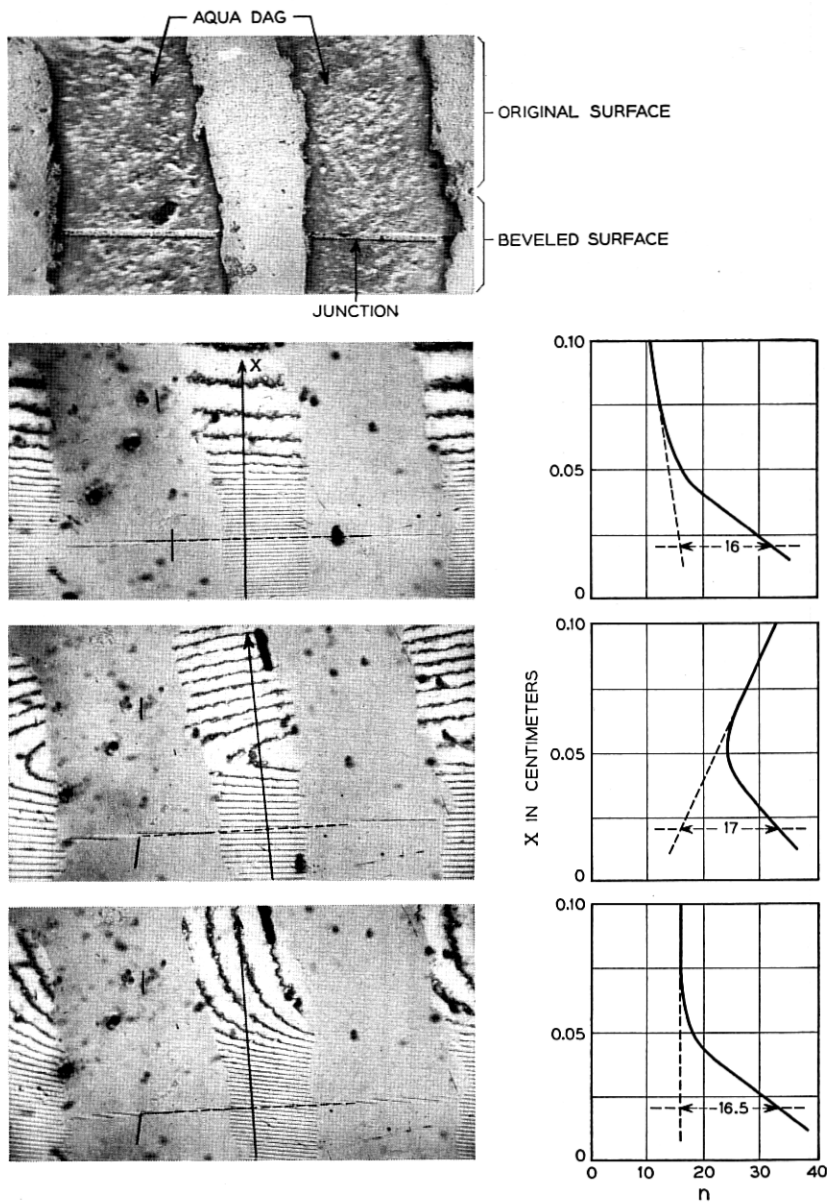 AQUA DAG
ORIGINAL SURFACE
BEVELED SURFACE
JUNCTION
X
0.10
0.05
0
16
0.10
0.05
0
17
X IN CENTIMETERS
0.10
0.05
0
16.5
0 10 20 30 40
n